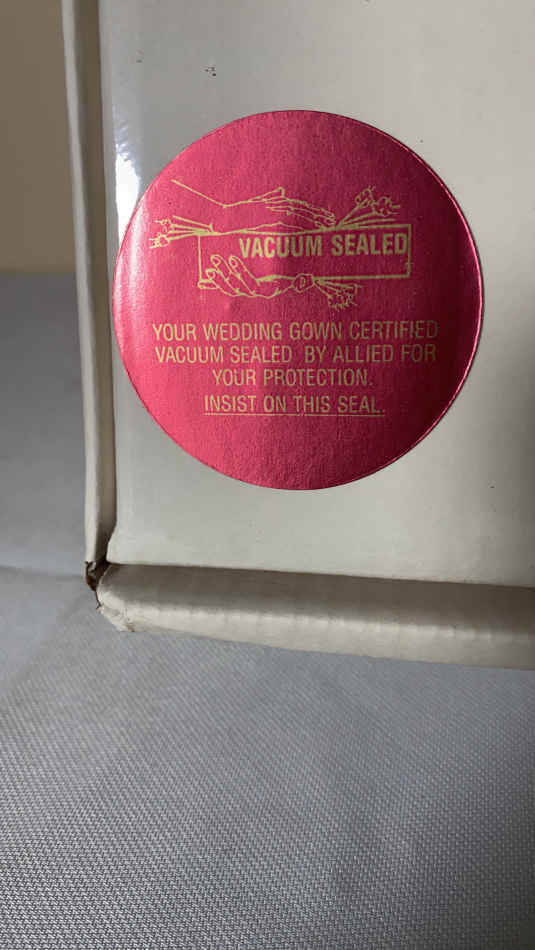 VACUUM SEALED
YOUR WEDDING GOWN CERTIFIED
VACUUM SEALED BY ALLIED FOR
YOUR PROTECTION.
INSIST ON THIS SEAL.